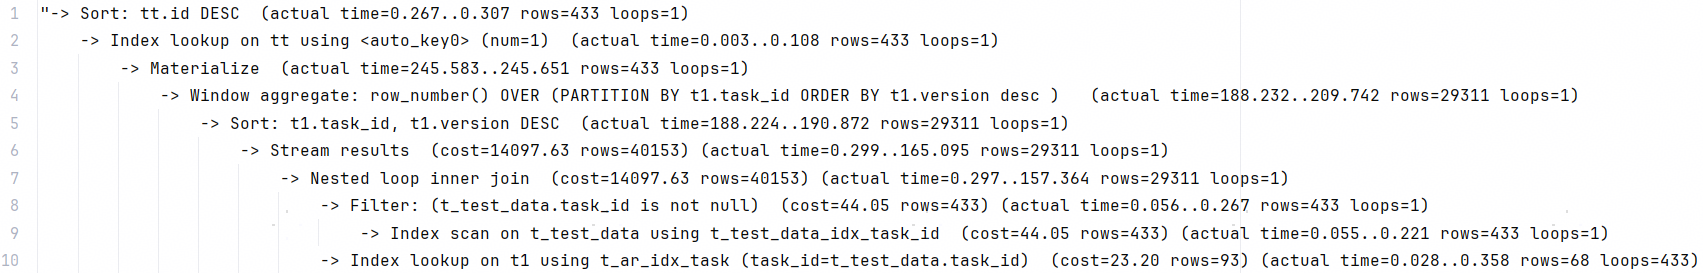 1 "-> Sort: tt.id DESC  (actual time=0.267..0.307 rows=433 loops=1)
2 -> Index lookup on tt using <auto_key0> (num=1)  (actual time=0.003..0.108 rows=433 loops=1)
3 -> Materialize  (actual time=245.583..245.651 rows=433 loops=1)
4 -> Window aggregate: row_number() OVER (PARTITION BY t1.task_id ORDER BY t1.version desc )   (actual time=188.232..209.742 rows=29311 loops=1)
5 -> Sort: t1.task_id, t1.version DESC  (actual time=188.224..190.872 rows=29311 loops=1)
6 -> Stream results  (cost=14097.63 rows=40153) (actual time=0.299..165.095 rows=29311 loops=1)
7 -> Nested loop inner join  (cost=14097.63 rows=40153) (actual time=0.297..157.364 rows=29311 loops=1)
8 -> Filter: (t_test_data.task_id is not null)  (cost=44.05 rows=433) (actual time=0.056..0.267 rows=433 loops=1)
9 -> Index scan on t_test_data using t_test_data_idx_task_id  (cost=44.05 rows=433) (actual time=0.055..0.221 rows=433 loops=1)
10 -> Index lookup on t1 using t_ar_idx_task (task_id=t_test_data.task_id)  (cost=23.20 rows=93) (actual time=0.028..0.358 rows=68 loops=433)